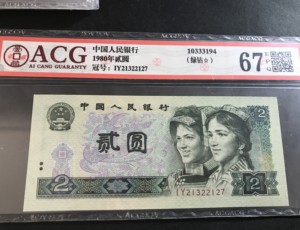 ACG
AI CANG GUARANTY
中国人民银行
1980年贰圆
冠号:IY21322127
10333194
(绿钻☆)
67 EPQ
中国人民银行
贰圆
2
2
IY21322127